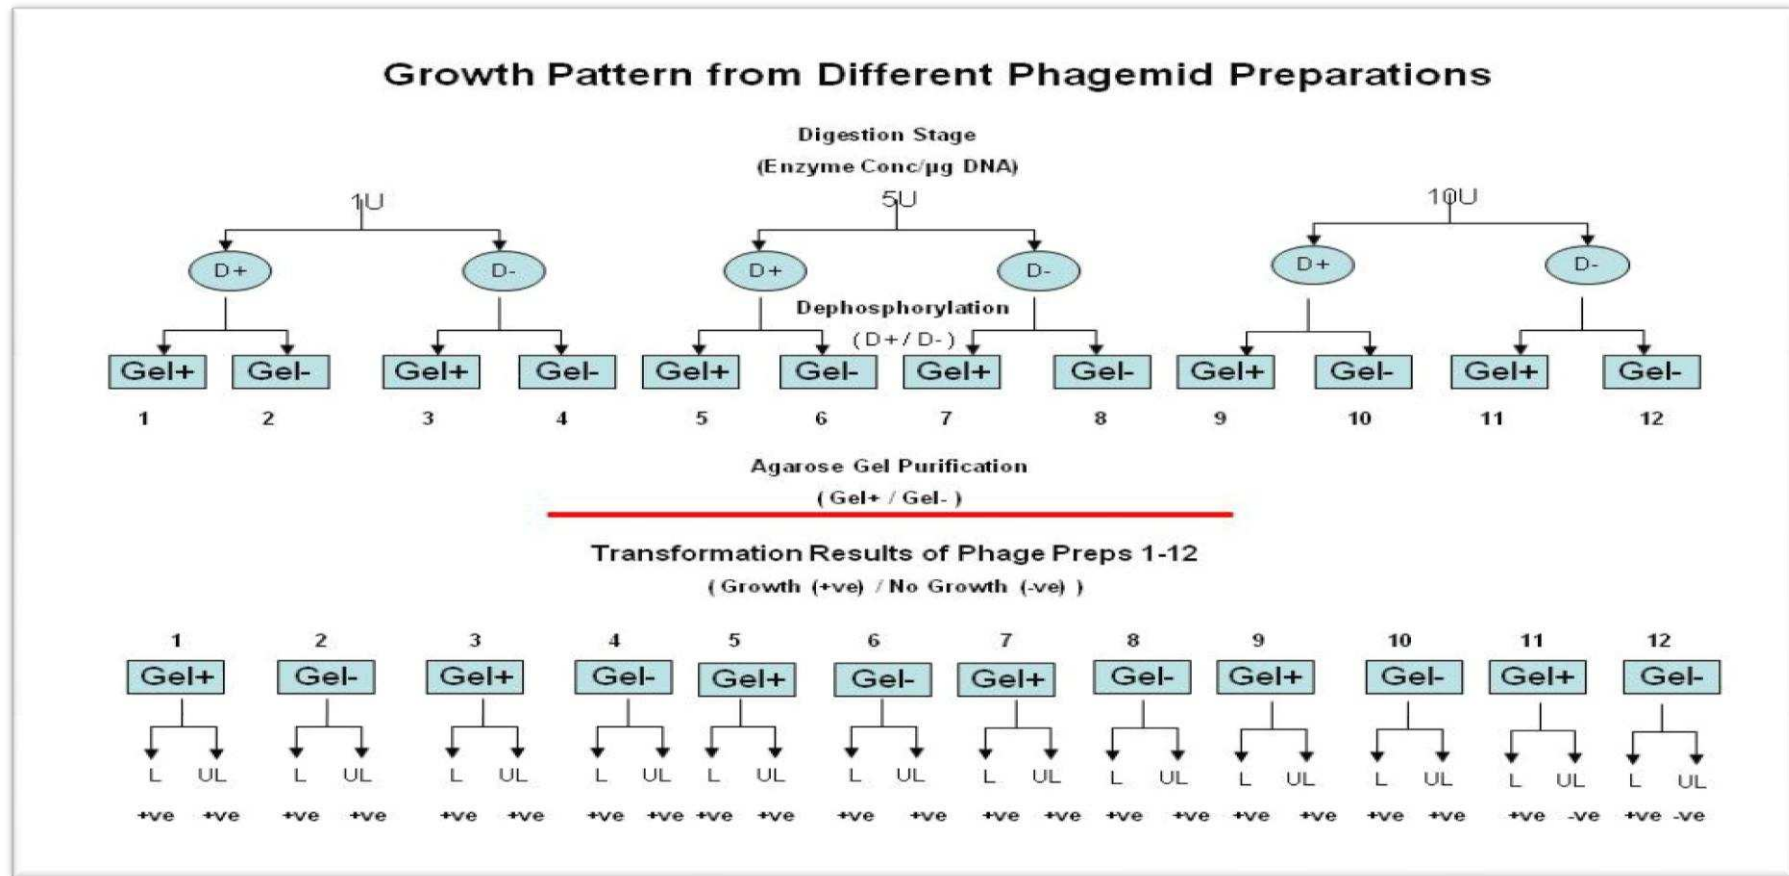 Growth Pattern from Different Phagemid Preparations
Digestion Stage
(Enzyme Conc/µg DNA)
1U 5U 10U
D+ D- D+ D- D+ D-
Dephosphorylation
(D+/ D-)
Gel+ Gel- Gel+ Gel- Gel+ Gel- Gel+ Gel- Gel+ Gel- Gel+ Gel-
1 2 3 4 5 6 7 8 9 10 11 12
Agarose Gel Purification
( Gel+ / Gel- )
Transformation Results of Phage Preps 1-12
( Growth (+ve) / No Growth (-ve) )
1 2 3 4 5 6 7 8 9 10 11 12
Gel+ Gel- Gel+ Gel- Gel+ Gel- Gel+ Gel- Gel+ Gel- Gel+ Gel-
L UL L UL L UL L UL L UL L UL L UL L UL L UL L UL L UL L UL
+ve +ve +ve +ve +ve +ve +ve +ve +ve +ve +ve +ve +ve +ve +ve +ve +ve +ve +ve +ve +ve -ve +ve -ve